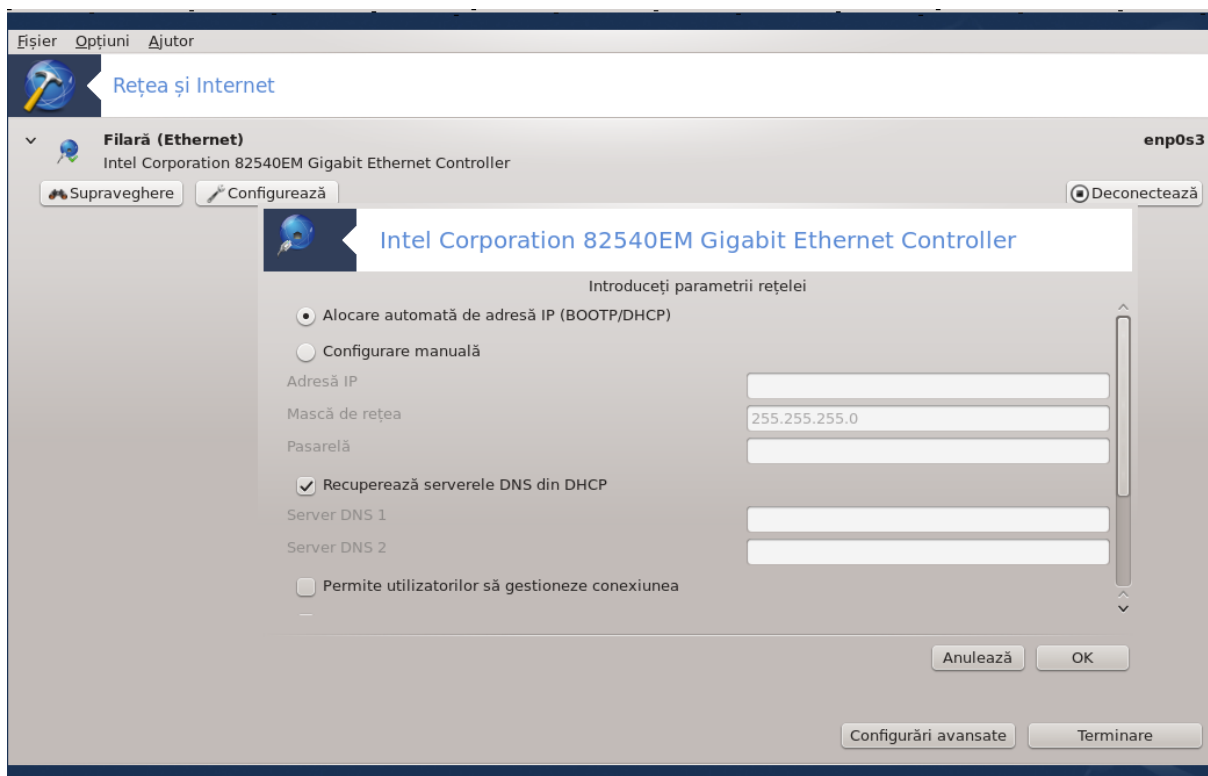 Fișier Opțiuni Ajutor
Rețea și Internet
Filară (Ethernet) enp0s3
Intel Corporation 82540EM Gigabit Ethernet Controller
Supraveghere Configurează Deconectează
Intel Corporation 82540EM Gigabit Ethernet Controller
Introduceți parametrii rețelei
Alocare automată de adresă IP (BOOTP/DHCP)
Configurare manuală
Adresă IP
Mască de rețea 255.255.255.0
Pasarelă
Recuperează serverele DNS din DHCP
Server DNS 1
Server DNS 2
Permite utilizatorilor să gestioneze conexiunea
Anulează OK
Configurări avansate Terminare